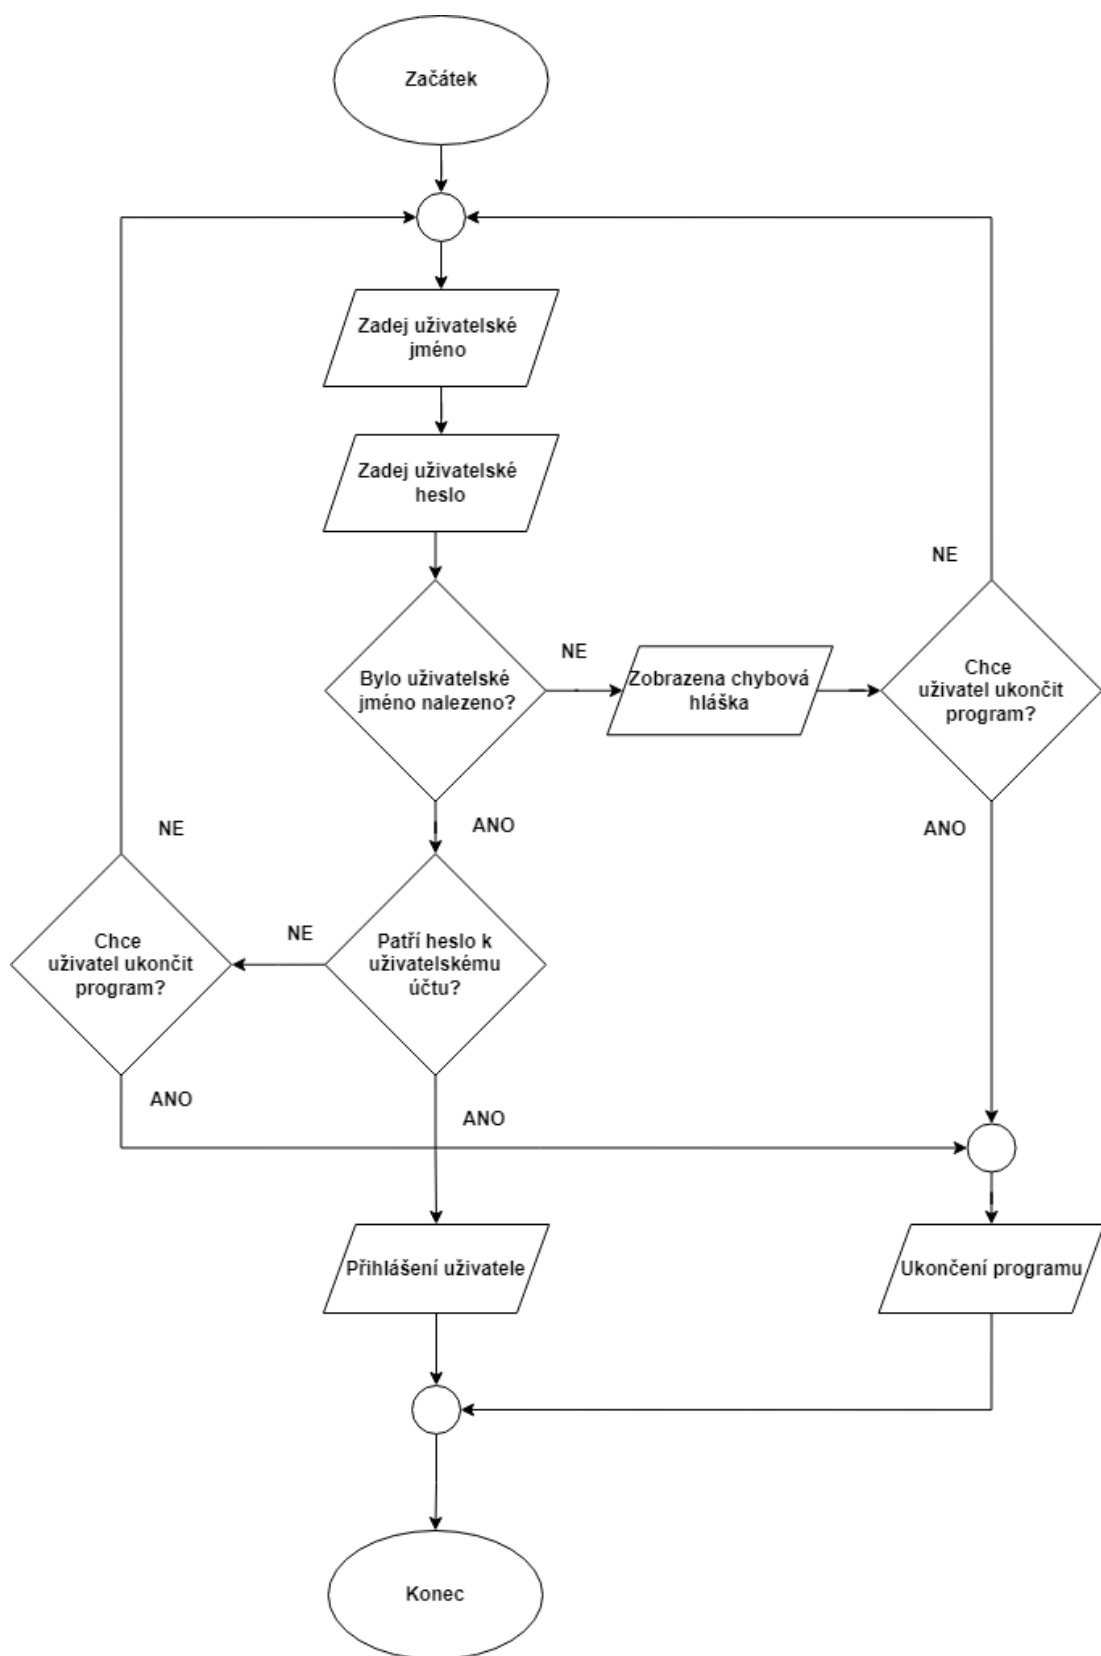 Začátek
Zadej uživatelské
jméno
Zadej uživatelské
heslo
NE
Bylo uživatelské
jméno nalezeno?
NE
Zobrazena chybová
hláška
Chce
uživatel ukončit
program?
ANO
ANO
NE
Chce
uživatel ukončit
program?
NE
Patří heslo k
uživatelskému
účtu?
ANO
ANO
Přihlášení uživatele
Ukončení programu
Konec